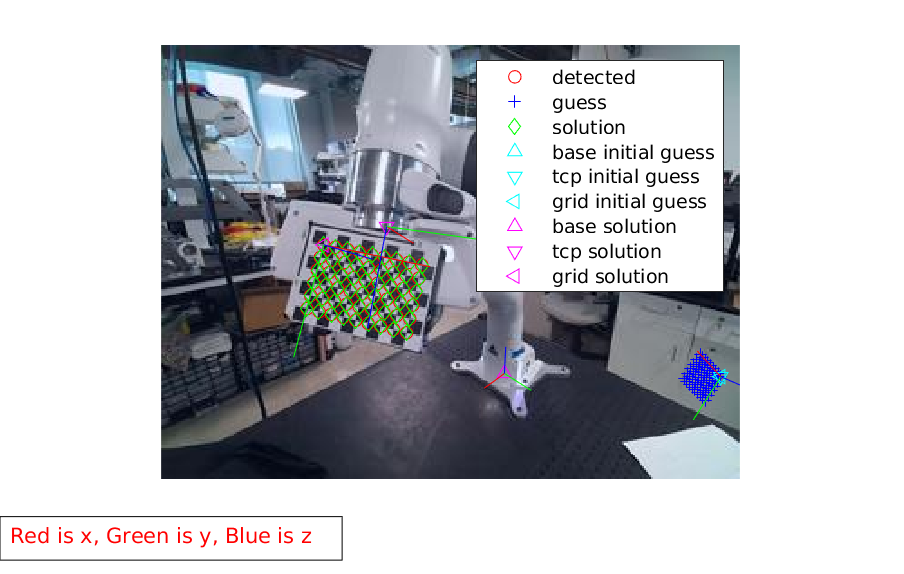 detected
guess
solution
base initial guess
tcp initial guess
grid initial guess
base solution
tcp solution
grid solution
Red is x, Green is y, Blue is z